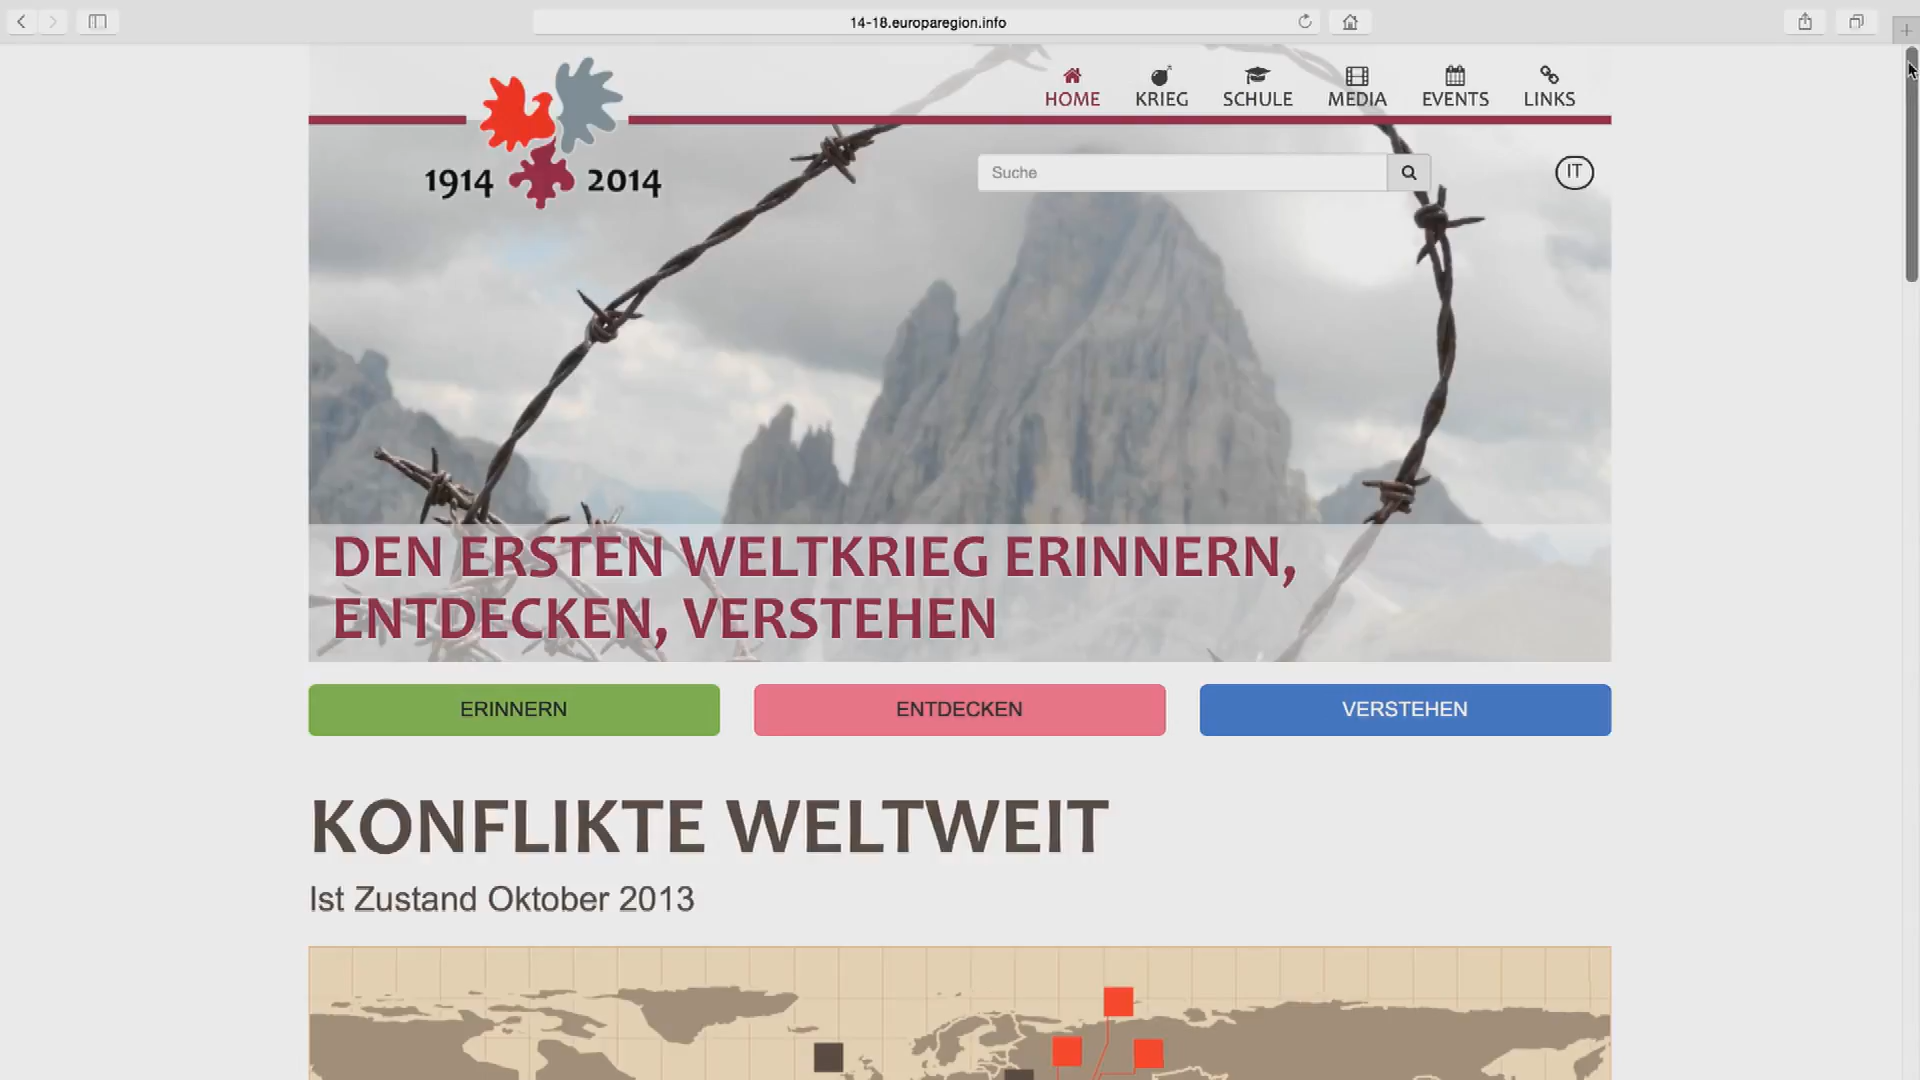 14-18.europaregion.info
HOME KRIEG SCHULE MEDIA EVENTS LINKS
1914 2014
Suche
IT
DEN ERSTEN WELTKRIEG ERINNERN,
ENTDECKEN, VERSTEHEN
ERINNERN ENTDECKEN VERSTEHEN
KONFLIKTE WELTWEIT
Ist Zustand Oktober 2013